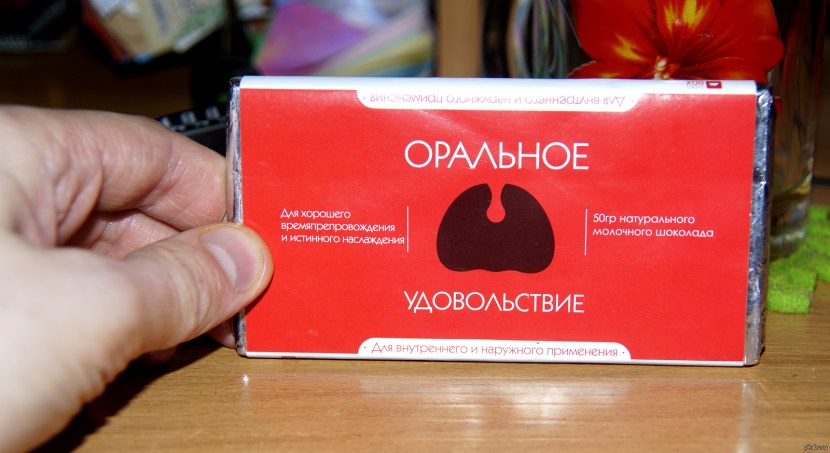 Для внутреннего и наружного применения
ОРАЛЬНОЕ
Для хорошего
времяпрепровождения
и истинного наслаждения
50гр натурального
молочного шоколада
УДОВОЛЬСТВИЕ
Для внутреннего и наружного применения